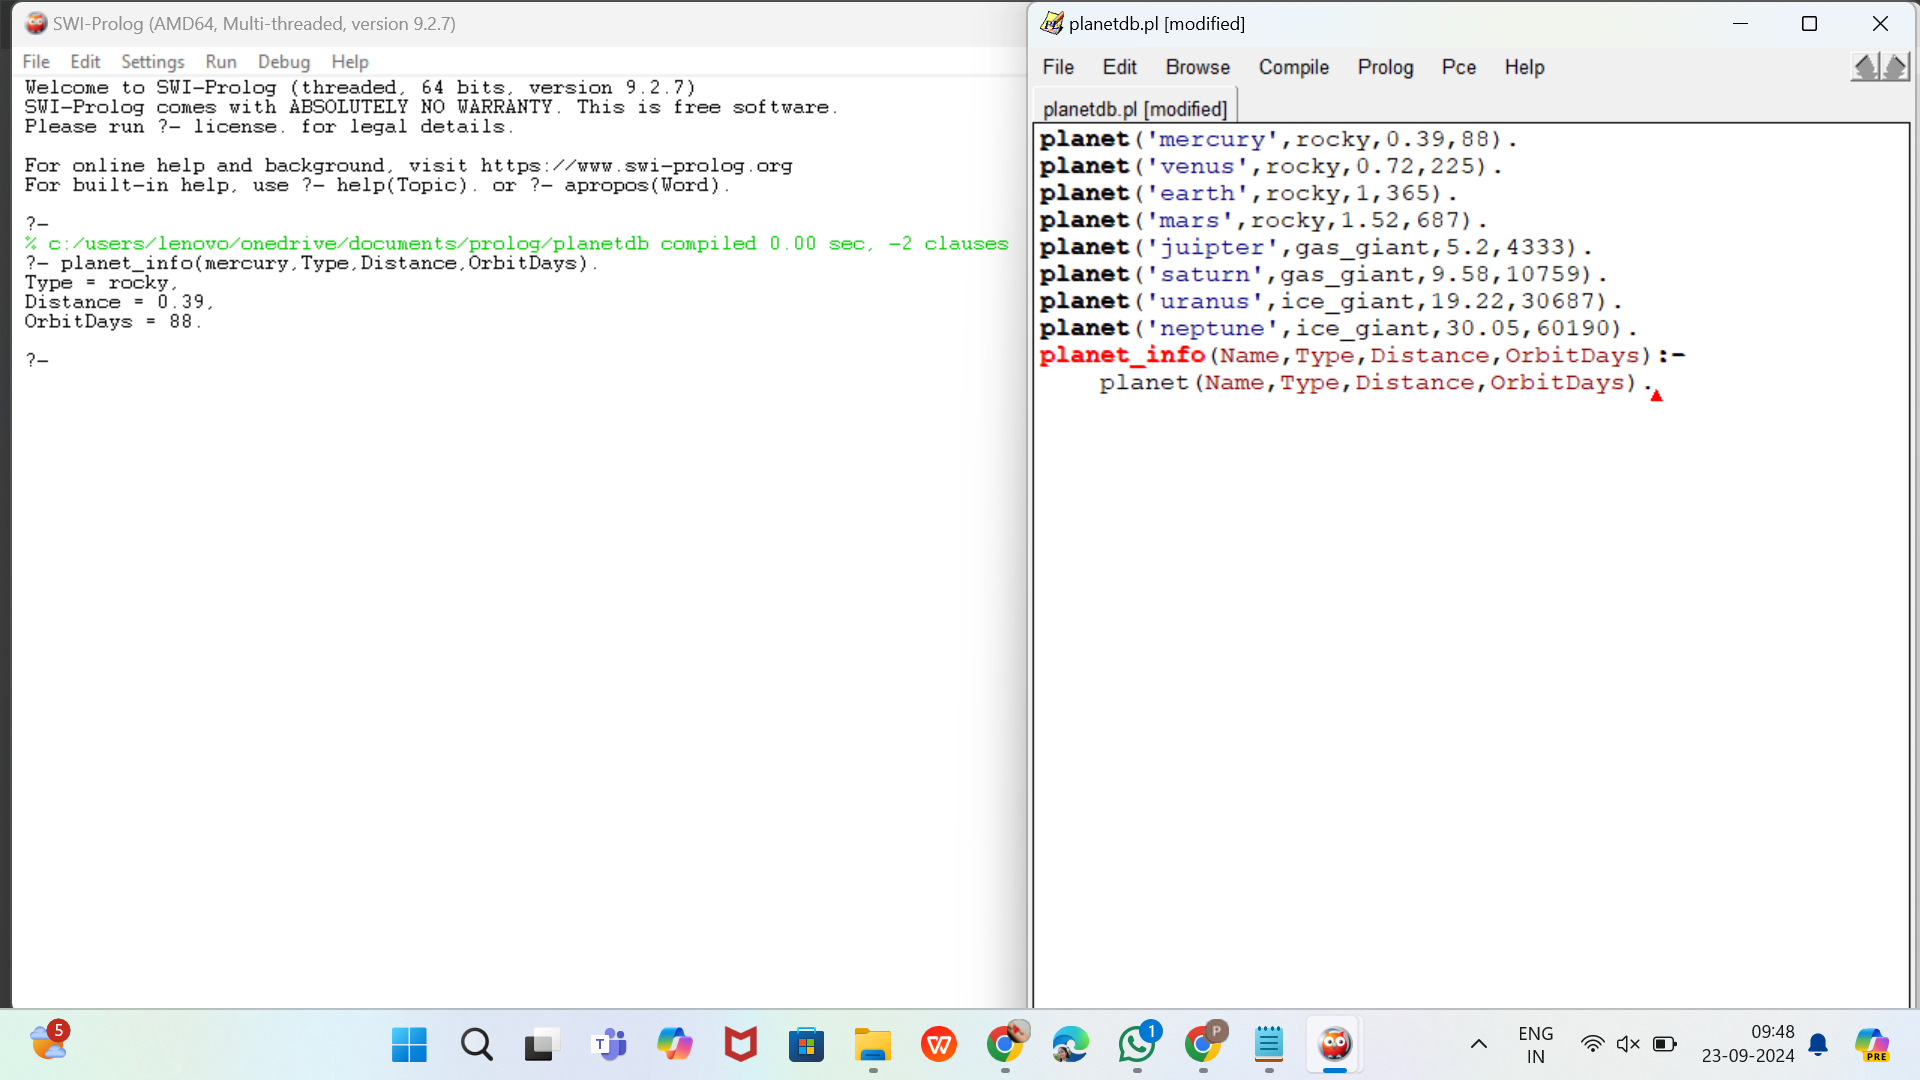 SWI-Prolog (AMD64, Multi-threaded, version 9.2.7)
File Edit Settings Run Debug Help
Welcome to SWI-Prolog (threaded, 64 bits, version 9.2.7)
SWI-Prolog comes with ABSOLUTELY NO WARRANTY. This is free software.
Please run ?- license. for legal details.
For online help and background, visit https://www.swi-prolog.org
For built-in help, use ?- help(Topic). or ?- apropos(Word).
?-
% c:/users/lenovo/onedrive/documents/prolog/planetdb compiled 0.00 sec, -2 clauses
?- planet_info(mercury,Type,Distance,OrbitDays).
Type = rocky,
Distance = 0.39,
OrbitDays = 88.
?-
planetdb.pl [modified]
File Edit Browse Compile Prolog Pce Help
planetdb.pl [modified]
planet('mercury',rocky,0.39,88).
planet('venus',rocky,0.72,225).
planet('earth',rocky,1,365).
planet('mars',rocky,1.52,687).
planet('juipter',gas_giant,5.2,4333).
planet('saturn',gas_giant,9.58,10759).
planet('uranus',ice_giant,19.22,30687).
planet('neptune',ice_giant,30.05,60190).
planet_info(Name,Type,Distance,OrbitDays):-
planet(Name,Type,Distance,OrbitDays).
5
T
W
1
P
ENG
IN
09:48
23-09-2024
PRE